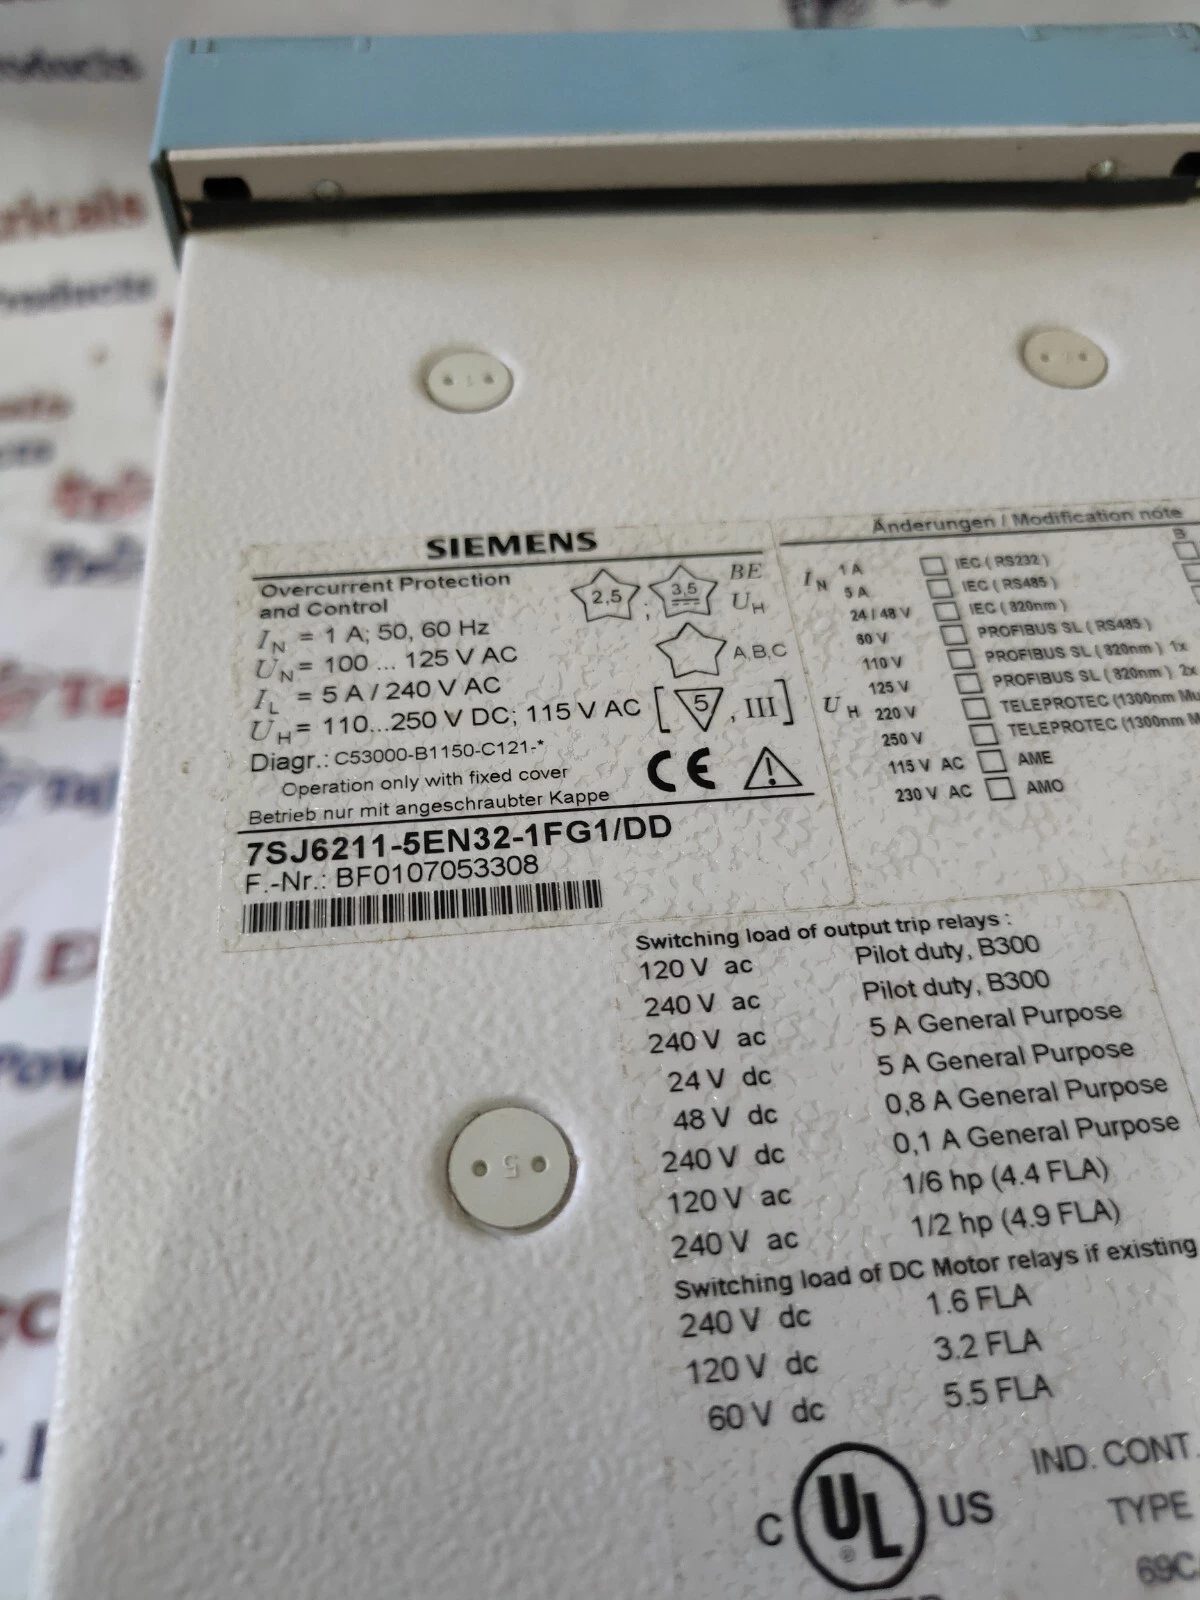 SIEMENS
Overcurrent Protection
and Control
IN = 1 A; 50, 60 Hz
UN = 100 ... 125 V AC
IL = 5 A / 240 V AC
UH = 110...250 V DC; 115 V AC
2,5 ; 3,5 BE UH
A,B,C
[ 5 , III ]
Diagr.: C53000-B1150-C121-*
Operation only with fixed cover
Betrieb nur mit angeschraubter Kappe
CE
7SJ6211-5EN32-1FG1/DD
F.-Nr.: BF0107053308
Änderungen / Modification note
IN 1 A
5 A
24 / 48 V
60 V
110 V
125 V
UH 220 V
250 V
115 V AC
230 V AC
IEC ( RS232 )
IEC ( RS485 )
IEC ( 820nm )
PROFIBUS SL ( RS485 )
PROFIBUS SL ( 820nm ) 1x
PROFIBUS SL ( 820nm ) 2x
TELEPROTEC (1300nm Mu
TELEPROTEC (1300nm M
AME
AMO
Switching load of output trip relays :
120 V ac Pilot duty, B300
240 V ac Pilot duty, B300
240 V ac 5 A General Purpose
24 V dc 5 A General Purpose
48 V dc 0,8 A General Purpose
240 V dc 0,1 A General Purpose
120 V ac 1/6 hp (4.4 FLA)
240 V ac 1/2 hp (4.9 FLA)
Switching load of DC Motor relays if existing
240 V dc 1.6 FLA
120 V dc 3.2 FLA
60 V dc 5.5 FLA
C UL ® US
IND. CONT.
TYPE
69C
5